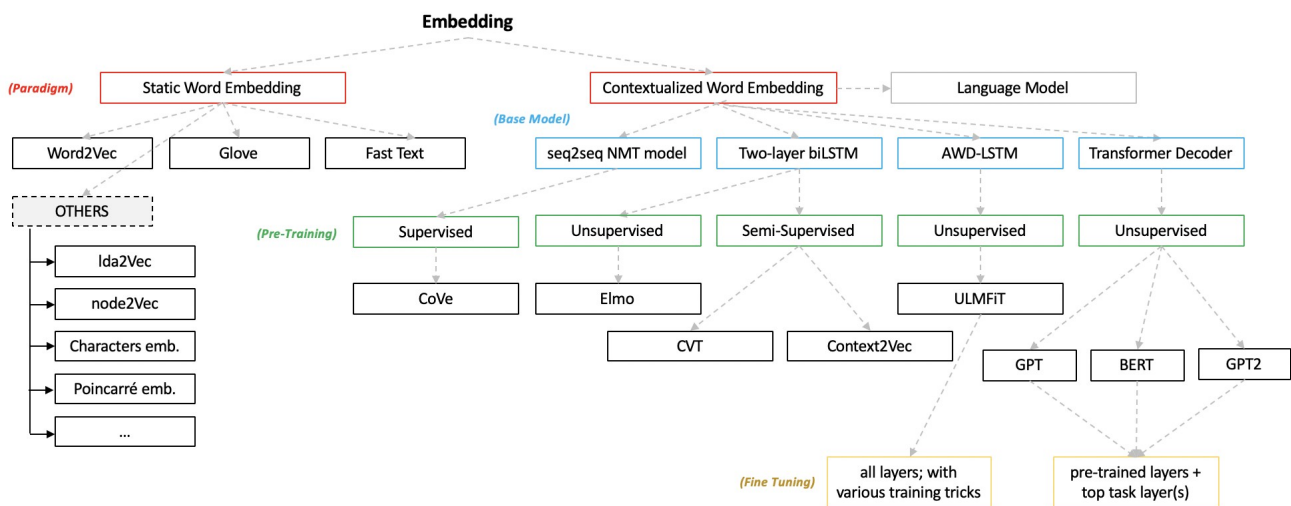 Embedding
(Paradigm)
Static Word Embedding
Contextualized Word Embedding
Language Model
(Base Model)
Word2Vec
Glove
Fast Text
seq2seq NMT model
Two-layer biLSTM
AWD-LSTM
Transformer Decoder
OTHERS
(Pre-Training)
Supervised
Unsupervised
Semi-Supervised
Unsupervised
Unsupervised
lda2Vec
node2Vec
Characters emb.
Poincarré emb.
...
CoVe
Elmo
ULMFiT
CVT
Context2Vec
GPT
BERT
GPT2
(Fine Tuning)
all layers; with
various training tricks
pre-trained layers +
top task layer(s)